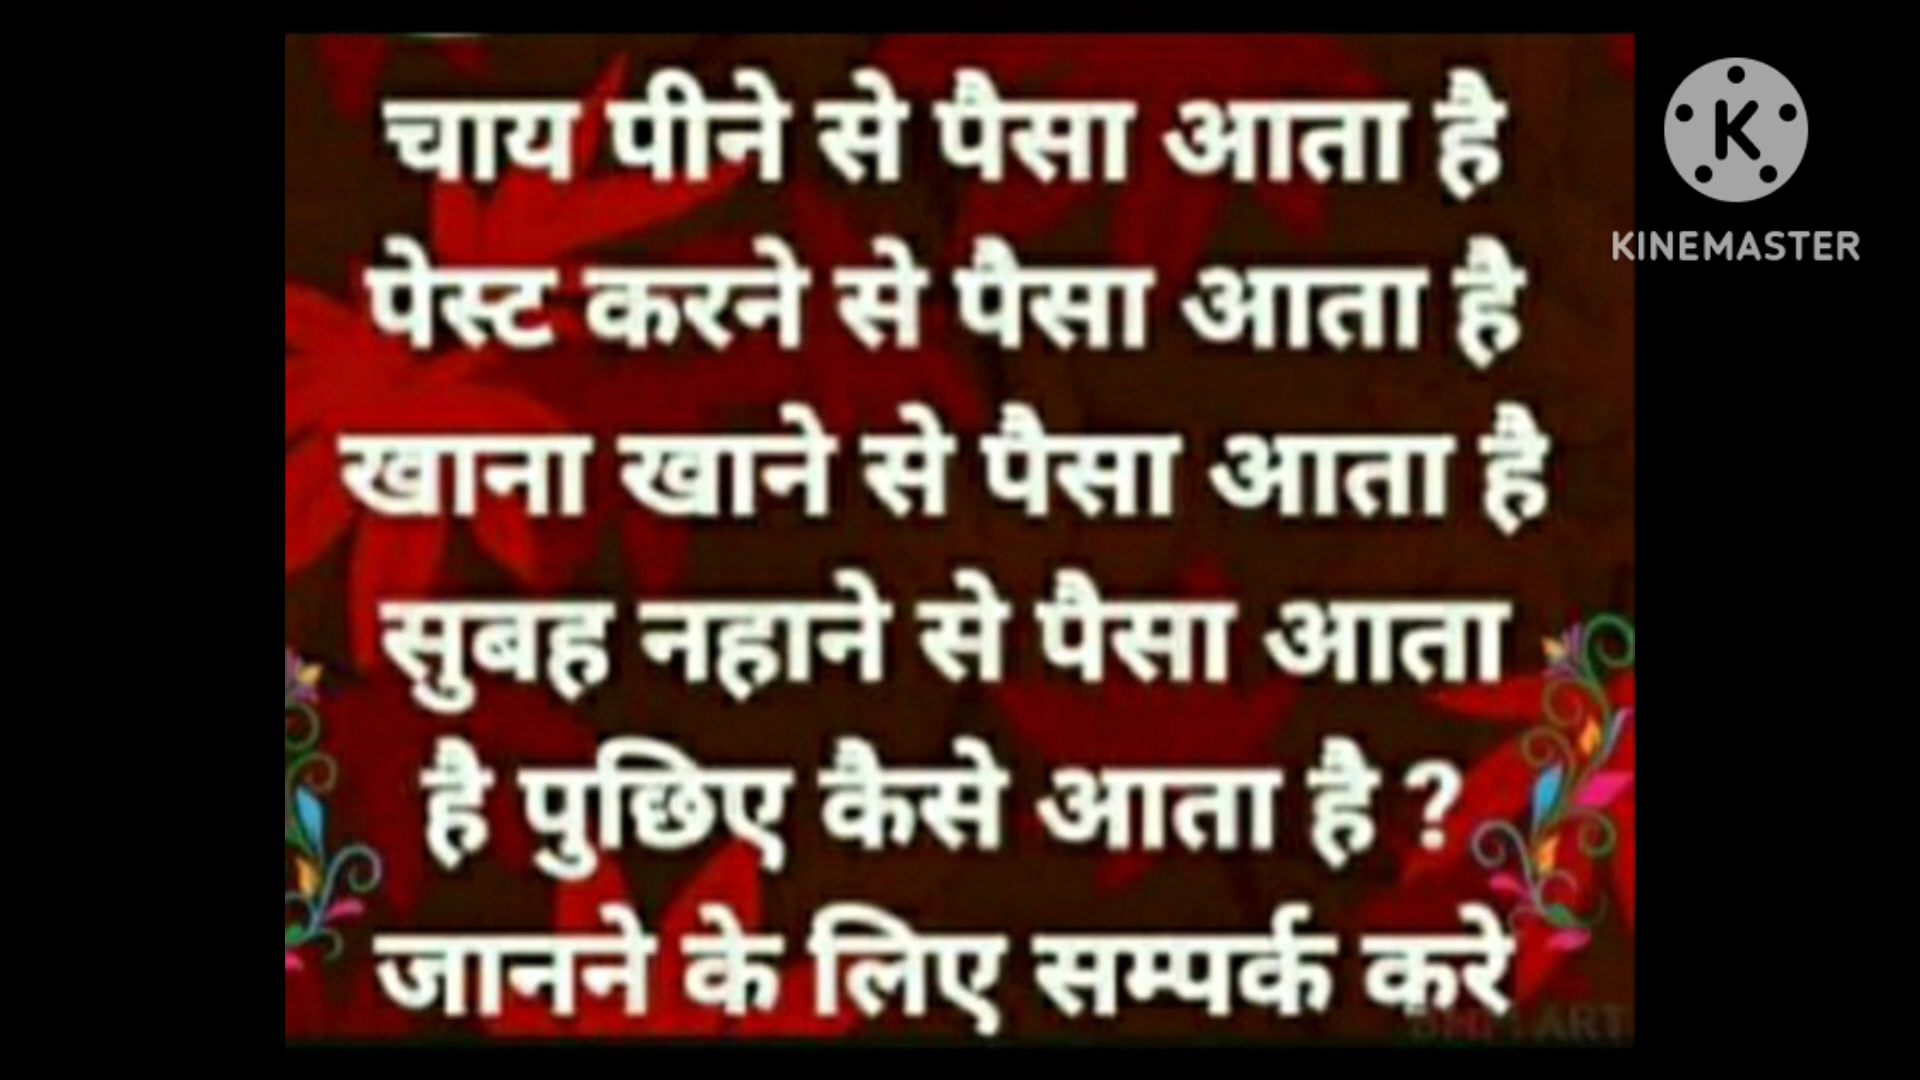 चाय पीने से पैसा आता है
पेस्ट करने से पैसा आता है
खाना खाने से पैसा आता है
सुबह नहाने से पैसा आता
है पुछिए कैसे आता है ?
जानने के लिए सम्पर्क करे
KINEMASTER